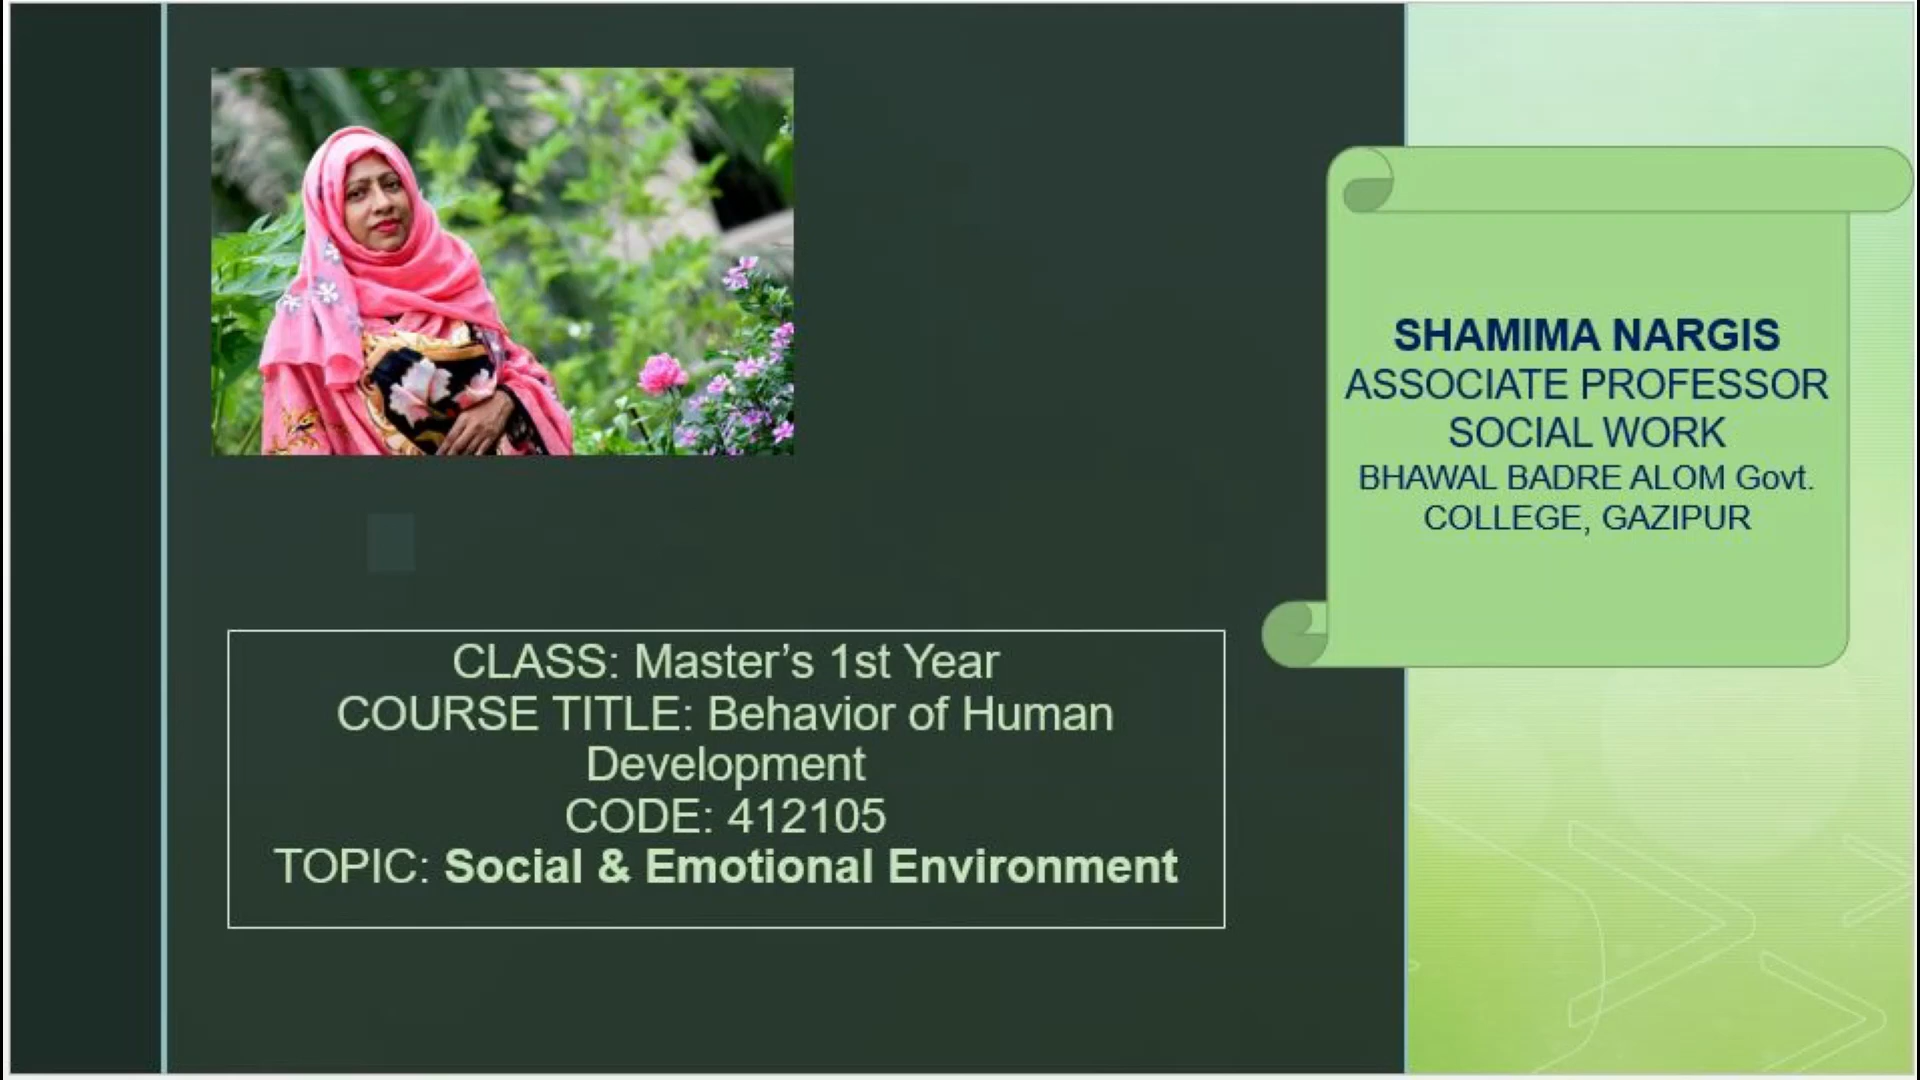 SHAMIMA NARGIS
ASSOCIATE PROFESSOR
SOCIAL WORK
BHAWAL BADRE ALOM Govt.
COLLEGE, GAZIPUR
CLASS: Master’s 1st Year
COURSE TITLE: Behavior of Human
Development
CODE: 412105
TOPIC: Social & Emotional Environment